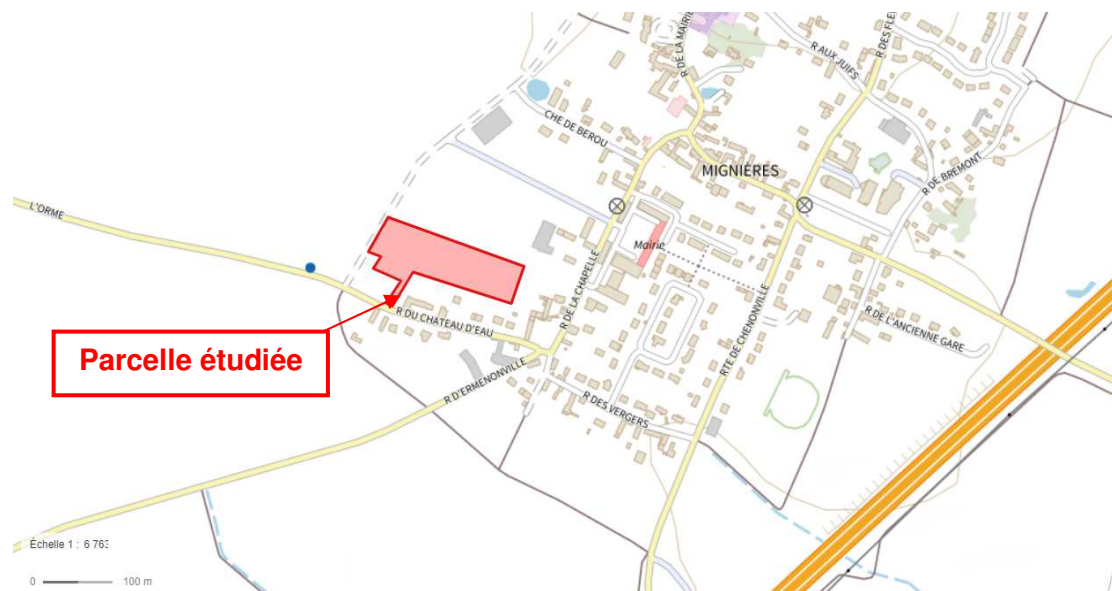 R DE LA MAIRIE
R AUX JUIFS
R DES FLE
CHE DE BEROU
MIGNIÈRES
R DE BREMONT
L'ORME
Mairie
R DE LA CHAPELLE
R DU CHATEAU D'EAU
RTE DE CHENONVILLE
R DE L'ANCIENNE GARE
Parcelle étudiée
R D'ERMENONVILLE
R DES VERGERS
Échelle 1 : 6 763
0
100 m